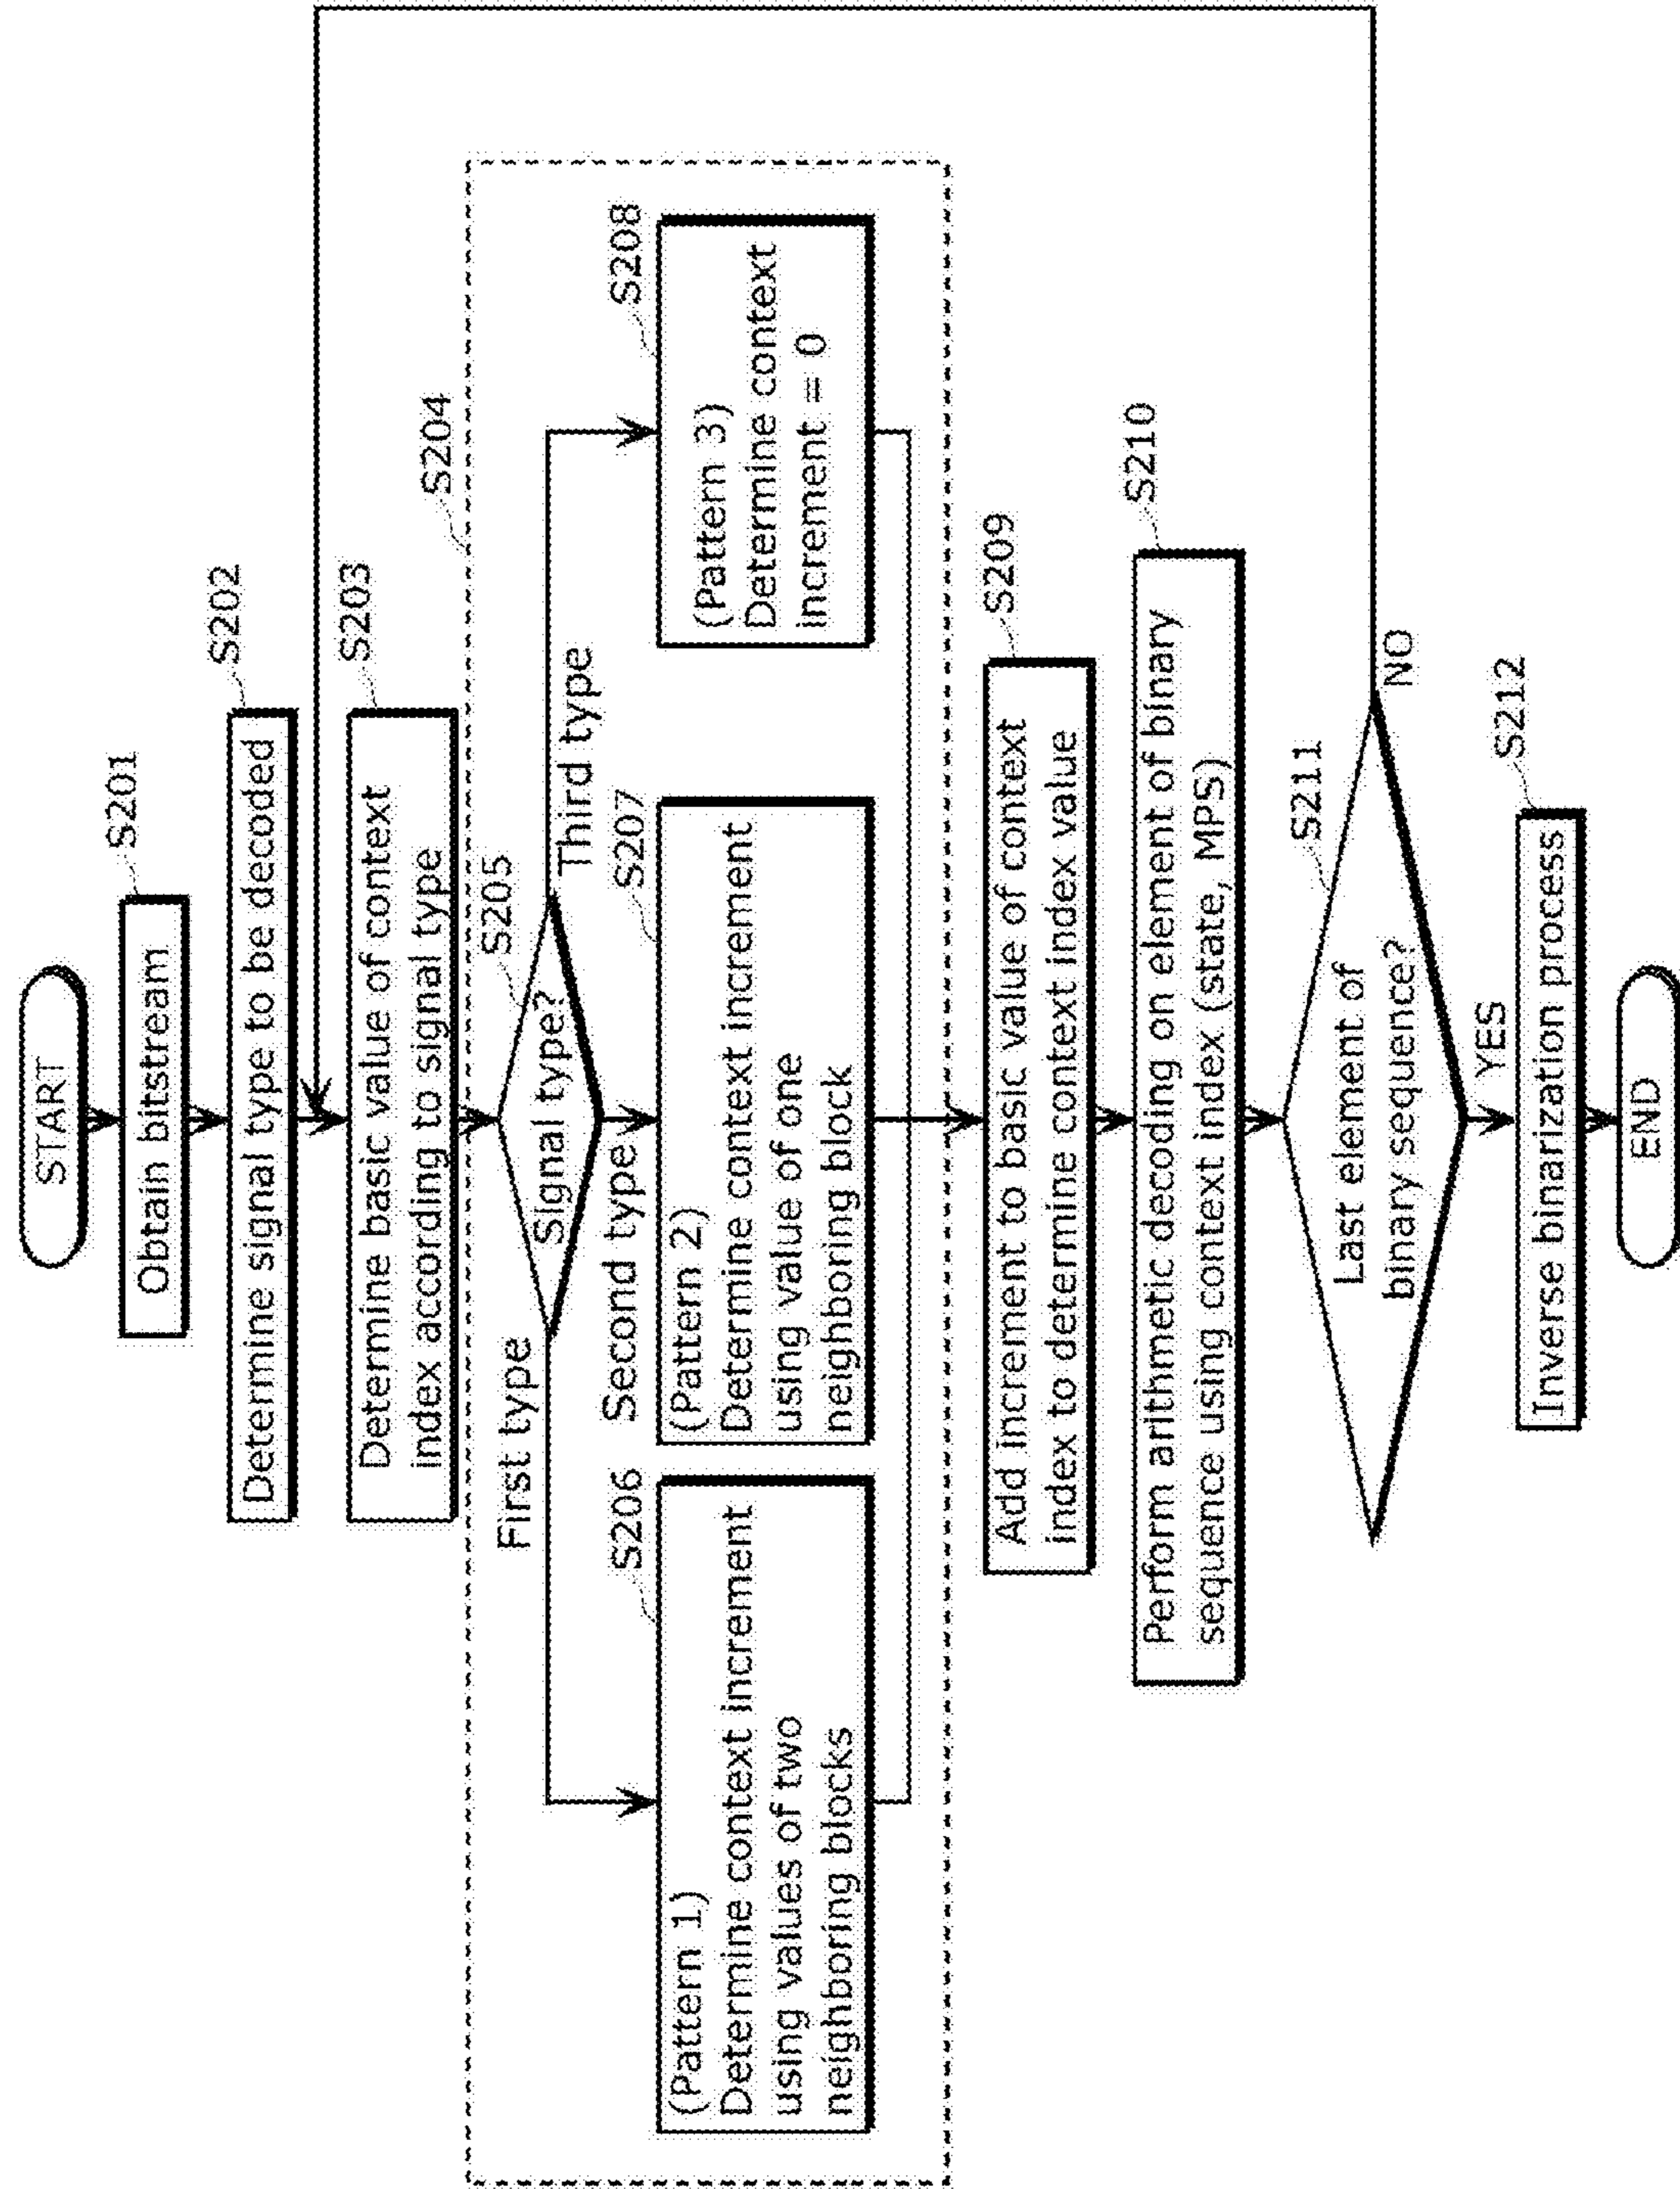 START
S201
Obtain bitstream
S202
Determine signal type to be decoded
S203
Determine basic value of context
index according to signal type
S204
S205
Signal type?
First type
Second type
Third type
S206
(Pattern 1)
Determine context increment
using values of two
neighboring blocks
S207
(Pattern 2)
Determine context increment
using value of one
neighboring block
S208
(Pattern 3)
Determine context
increment = 0
S209
Add increment to basic value of context
index to determine context index value
S210
Perform arithmetic decoding on element of binary
sequence using context index (state, MPS)
S211
Last element of
binary sequence?
NO
YES
S212
Inverse binarization process
END